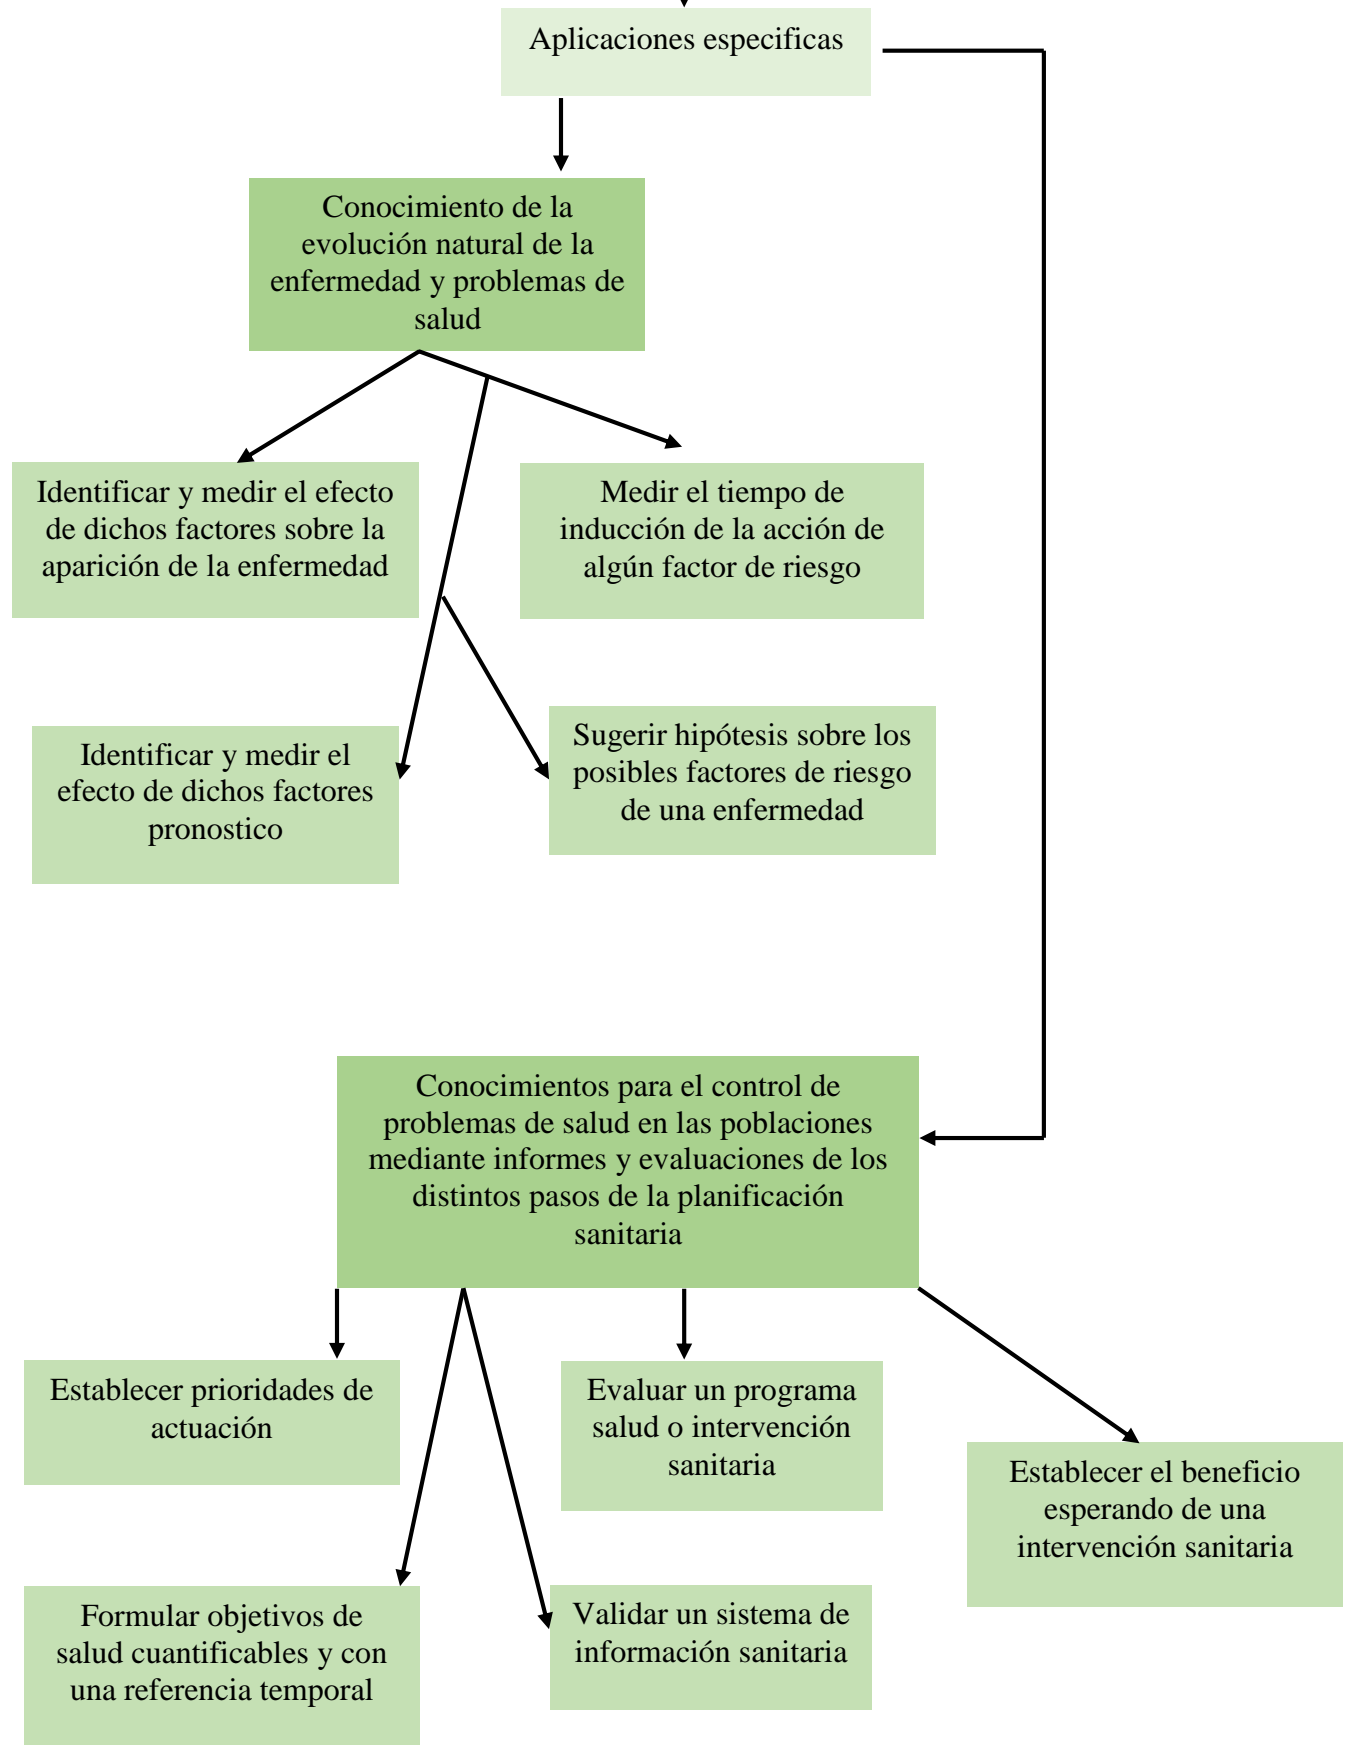 Aplicaciones especificas
Conocimiento de la
evolución natural de la
enfermedad y problemas de
salud
Identificar y medir el efecto
de dichos factores sobre la
aparición de la enfermedad
Medir el tiempo de
inducción de la acción de
algún factor de riesgo
Identificar y medir el
efecto de dichos factores
pronostico
Sugerir hipótesis sobre los
posibles factores de riesgo
de una enfermedad
Conocimientos para el control de
problemas de salud en las poblaciones
mediante informes y evaluaciones de los
distintos pasos de la planificación
sanitaria
Establecer prioridades de
actuación
Evaluar un programa
salud o intervención
sanitaria
Establecer el beneficio
esperando de una
intervención sanitaria
Formular objetivos de
salud cuantificables y con
una referencia temporal
Validar un sistema de
información sanitaria